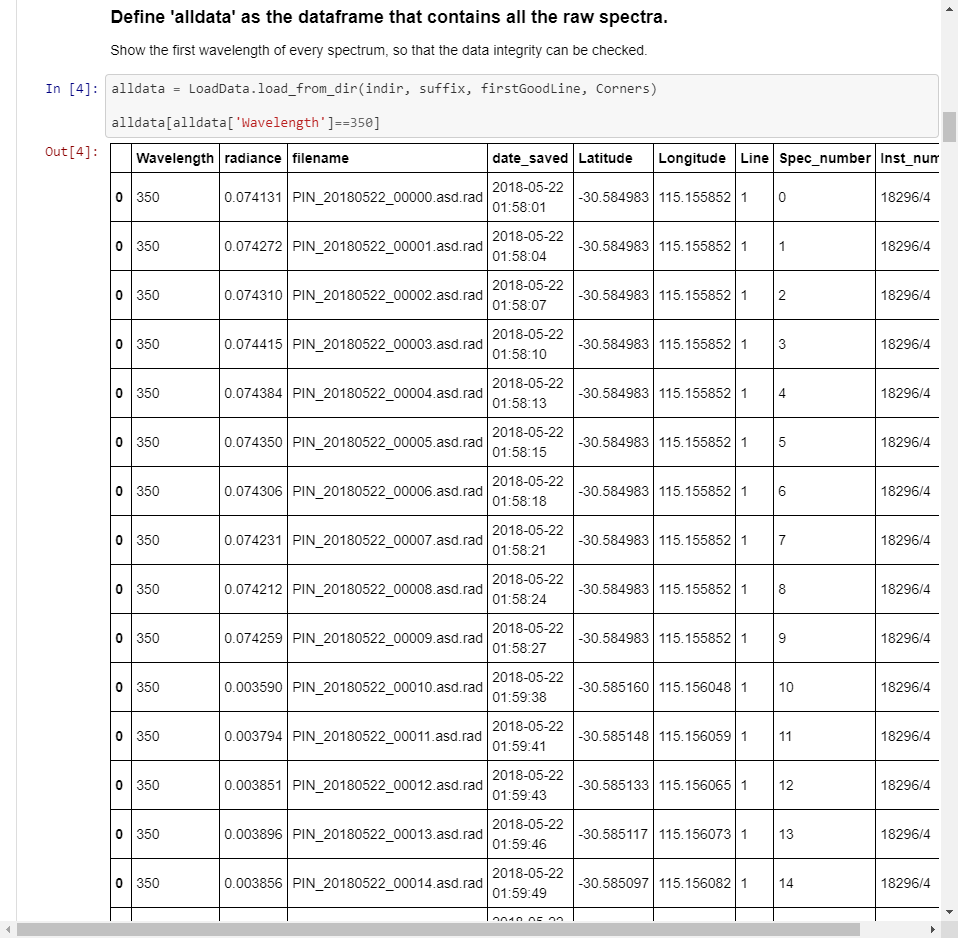 Define 'alldata' as the dataframe that contains all the raw spectra.
Show the first wavelength of every spectrum, so that the data integrity can be checked.
In [4]: alldata = LoadData.load_from_dir(indir, suffix, firstGoodLine, Corners)
alldata[alldata['Wavelength']==350]
Out[4]:
Wavelength radiance filename date_saved Latitude Longitude Line Spec_number Inst_num
0 350 0.074131 PIN_20180522_00000.asd.rad 2018-05-22 01:58:01 -30.584983 115.155852 1 0 18296/4
0 350 0.074272 PIN_20180522_00001.asd.rad 2018-05-22 01:58:04 -30.584983 115.155852 1 1 18296/4
0 350 0.074310 PIN_20180522_00002.asd.rad 2018-05-22 01:58:07 -30.584983 115.155852 1 2 18296/4
0 350 0.074415 PIN_20180522_00003.asd.rad 2018-05-22 01:58:10 -30.584983 115.155852 1 3 18296/4
0 350 0.074384 PIN_20180522_00004.asd.rad 2018-05-22 01:58:13 -30.584983 115.155852 1 4 18296/4
0 350 0.074350 PIN_20180522_00005.asd.rad 2018-05-22 01:58:15 -30.584983 115.155852 1 5 18296/4
0 350 0.074306 PIN_20180522_00006.asd.rad 2018-05-22 01:58:18 -30.584983 115.155852 1 6 18296/4
0 350 0.074231 PIN_20180522_00007.asd.rad 2018-05-22 01:58:21 -30.584983 115.155852 1 7 18296/4
0 350 0.074212 PIN_20180522_00008.asd.rad 2018-05-22 01:58:24 -30.584983 115.155852 1 8 18296/4
0 350 0.074259 PIN_20180522_00009.asd.rad 2018-05-22 01:58:27 -30.584983 115.155852 1 9 18296/4
0 350 0.003590 PIN_20180522_00010.asd.rad 2018-05-22 01:59:38 -30.585160 115.156048 1 10 18296/4
0 350 0.003794 PIN_20180522_00011.asd.rad 2018-05-22 01:59:41 -30.585148 115.156059 1 11 18296/4
0 350 0.003851 PIN_20180522_00012.asd.rad 2018-05-22 01:59:43 -30.585133 115.156065 1 12 18296/4
0 350 0.003896 PIN_20180522_00013.asd.rad 2018-05-22 01:59:46 -30.585117 115.156073 1 13 18296/4
0 350 0.003856 PIN_20180522_00014.asd.rad 2018-05-22 01:59:49 -30.585097 115.156082 1 14 18296/4